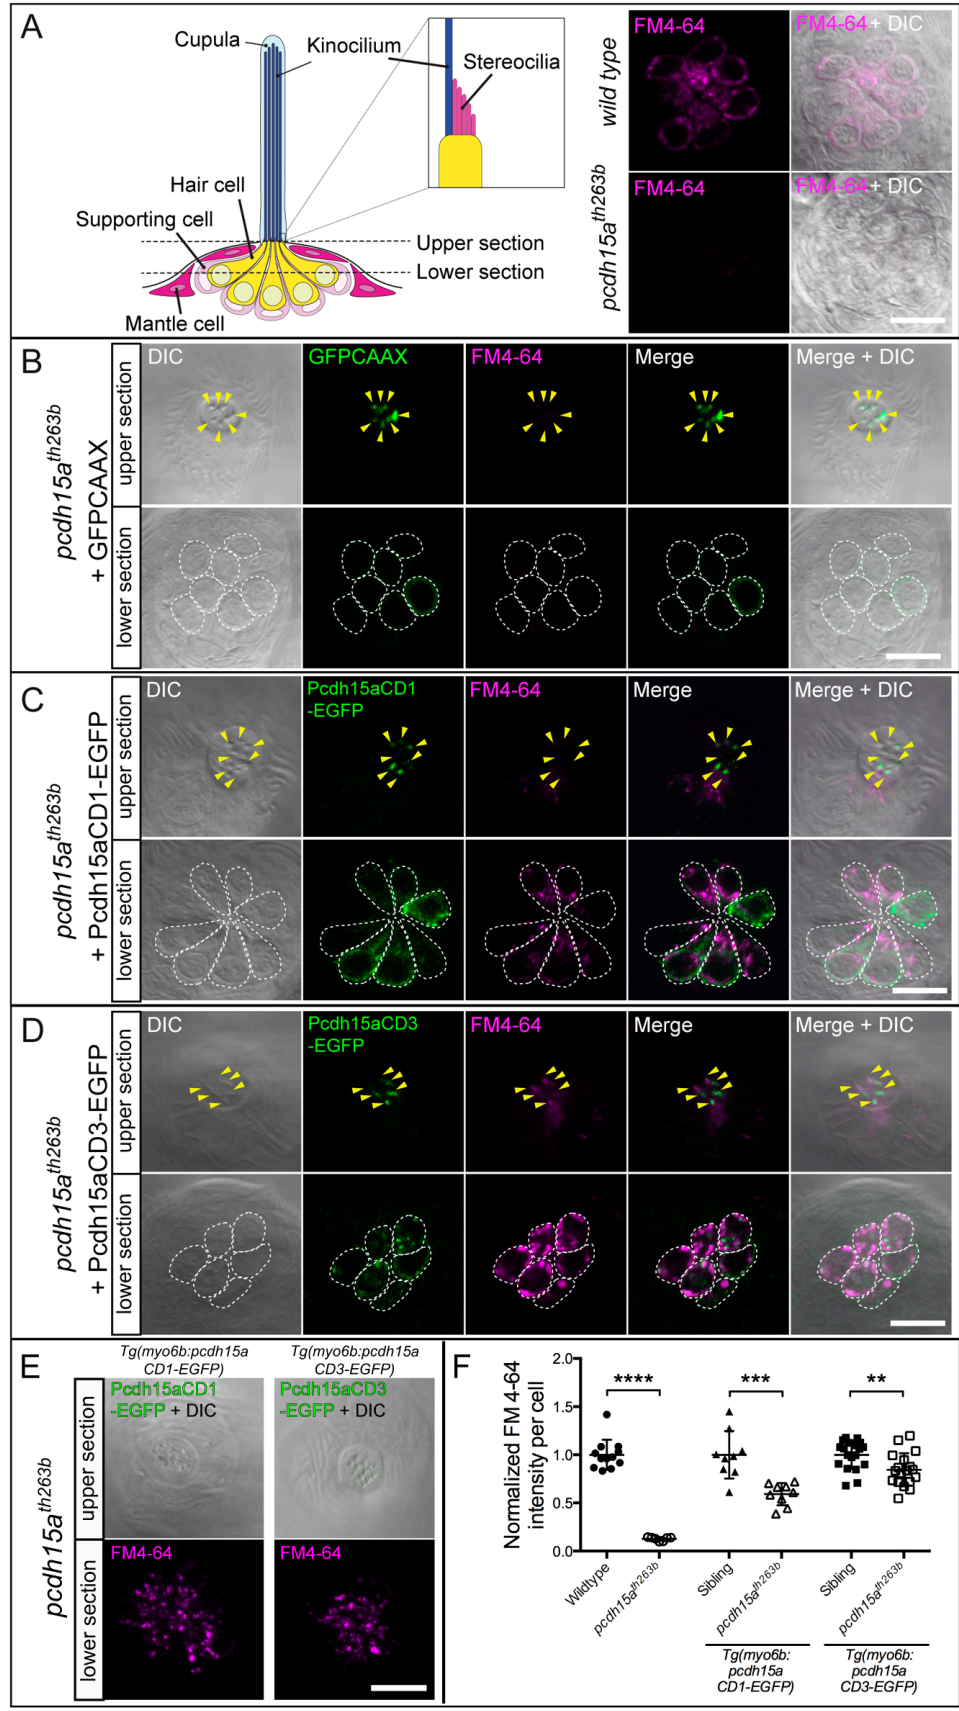 A
Cupula
Kinocilium
Stereocilia
Hair cell
Supporting cell
Upper section
Lower section
Mantle cell
wild type
pcdh15a^th263b
FM4-64
FM4-64+ DIC
FM4-64
FM4-64+ DIC
B
pcdh15a^th263b
+ GFPCAAX
upper section
lower section
DIC
GFPCAAX
FM4-64
Merge
Merge + DIC
C
pcdh15a^th263b
+ Pcdh15aCD1-EGFP
upper section
lower section
DIC
Pcdh15aCD1
-EGFP
FM4-64
Merge
Merge + DIC
D
pcdh15a^th263b
+ Pcdh15aCD3-EGFP
upper section
lower section
DIC
Pcdh15aCD3
-EGFP
FM4-64
Merge
Merge + DIC
E
pcdh15a^th263b
upper section
lower section
Tg(myo6b:pcdh15a
CD1-EGFP)
Tg(myo6b:pcdh15a
CD3-EGFP)
Pcdh15aCD1
-EGFP + DIC
Pcdh15aCD3
-EGFP + DIC
FM4-64
FM4-64
F
Normalized FM 4-64
intensity per cell
2.0
1.5
1.0
0.5
0.0
****
***
**
Wildtype
pcdh15a^th263b
Sibling
pcdh15a^th263b
Sibling
pcdh15a^th263b
Tg(myo6b:
pcdh15a
CD1-EGFP)
Tg(myo6b:
pcdh15a
CD3-EGFP)